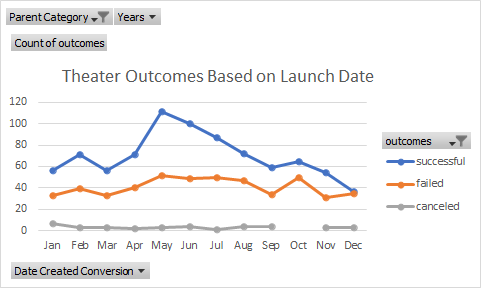 Parent Category Years
Count of outcomes
Theater Outcomes Based on Launch Date
120
100
80
60
40
20
0
Jan Feb Mar Apr May Jun Jul Aug Sep Oct Nov Dec
outcomes
successful
failed
canceled
Date Created Conversion